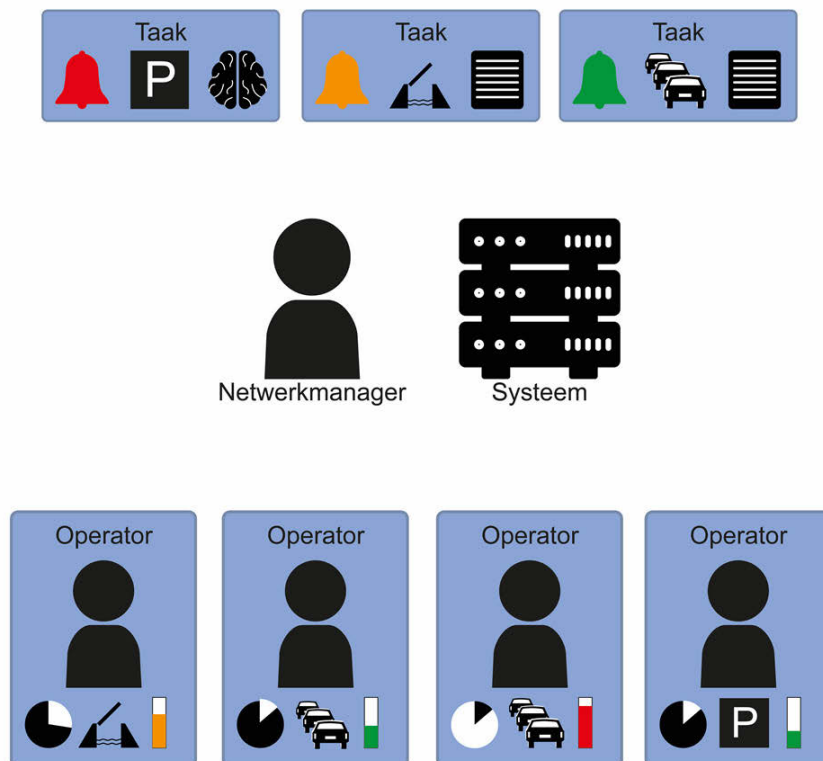 Taak
Taak
Taak
P
Netwerkmanager
Systeem
Operator
Operator
Operator
Operator
P